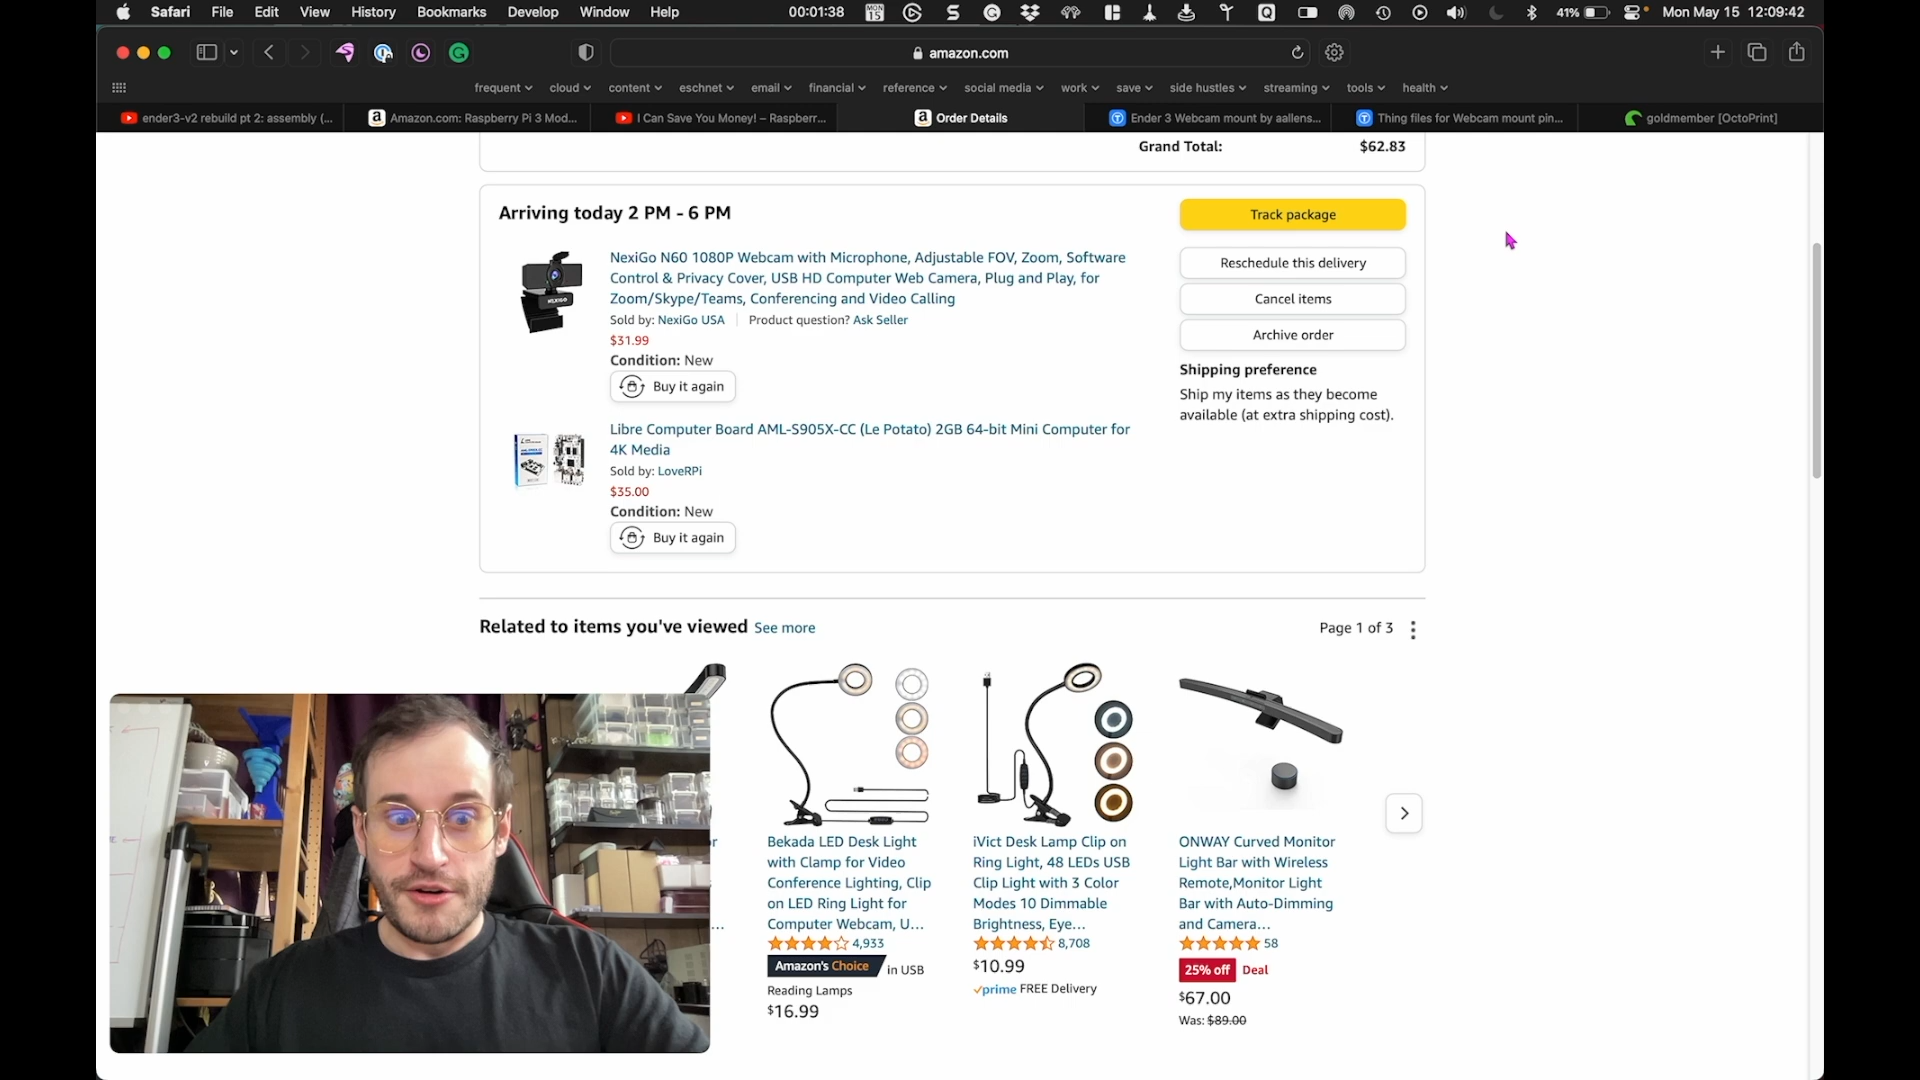 Safari File Edit View History Bookmarks Develop Window Help 00:01:38 MON 15 41% Mon May 15 12:09:42
amazon.com
frequent cloud content eschnet email financial reference social media work save side hustles streaming tools health
ender3-v2 rebuild pt 2: assembly (... Amazon.com: Raspberry Pi 3 Mod... I Can Save You Money! – Raspberr... Order Details Ender 3 Webcam mount by aallens... Thing files for Webcam mount pin... goldmember [OctoPrint]
Grand Total: $62.83
Arriving today 2 PM - 6 PM
Track package
NexiGo N60 1080P Webcam with Microphone, Adjustable FOV, Zoom, Software
Control & Privacy Cover, USB HD Computer Web Camera, Plug and Play, for
Zoom/Skype/Teams, Conferencing and Video Calling
Sold by: NexiGo USA Product question? Ask Seller
$31.99
Condition: New
Buy it again
Reschedule this delivery
Cancel items
Archive order
Shipping preference
Ship my items as they become
available (at extra shipping cost).
Libre Computer Board AML-S905X-CC (Le Potato) 2GB 64-bit Mini Computer for
4K Media
Sold by: LoveRPi
$35.00
Condition: New
Buy it again
Related to items you've viewed See more
Page 1 of 3
Bekada LED Desk Light
with Clamp for Video
Conference Lighting, Clip
on LED Ring Light for
Computer Webcam, U...
4,933
Amazon's Choice in USB
Reading Lamps
$16.99
iVict Desk Lamp Clip on
Ring Light, 48 LEDs USB
Clip Light with 3 Color
Modes 10 Dimmable
Brightness, Eye...
8,708
$10.99
prime FREE Delivery
ONWAY Curved Monitor
Light Bar with Wireless
Remote,Monitor Light
Bar with Auto-Dimming
and Camera...
58
25% off Deal
$67.00
Was: $89.00